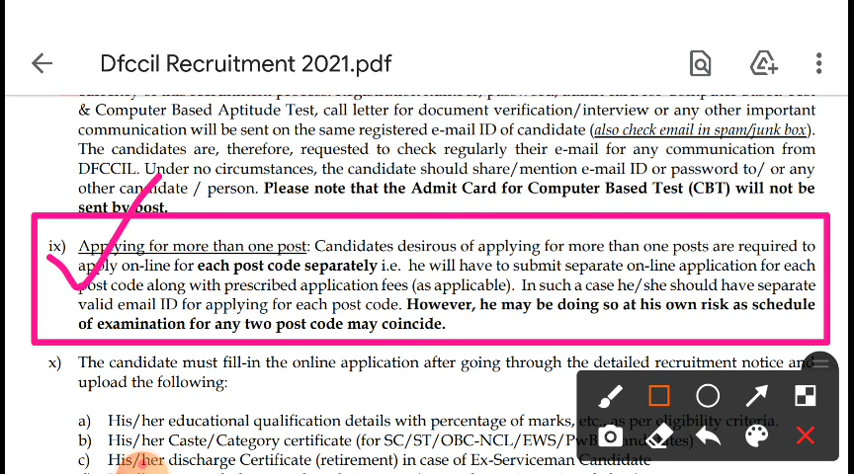 Dfccil Recruitment 2021.pdf
& Computer Based Aptitude Test, call letter for document verification/interview or any other important
communication will be sent on the same registered e-mail ID of candidate (also check email in spam/junk box).
The candidates are, therefore, requested to check regularly their e-mail for any communication from
DFCCIL. Under no circumstances, the candidate should share/mention e-mail ID or password to/ or any
other candidate / person. Please note that the Admit Card for Computer Based Test (CBT) will not be
sent by post.
ix) Applying for more than one post: Candidates desirous of applying for more than one posts are required to
apply on-line for each post code separately i.e. he will have to submit separate on-line application for each
post code along with prescribed application fees (as applicable). In such a case he/she should have separate
valid email ID for applying for each post code. However, he may be doing so at his own risk as schedule
of examination for any two post code may coincide.
x) The candidate must fill-in the online application after going through the detailed recruitment notice and
upload the following:
a) His/her educational qualification details with percentage of marks, etc., as per eligibility criteria.
b) His/her Caste/Category certificate (for SC/ST/OBC-NCL/EWS/PwBD
c) His/her discharge Certificate (retirement) in case of Ex-Serviceman Candidate